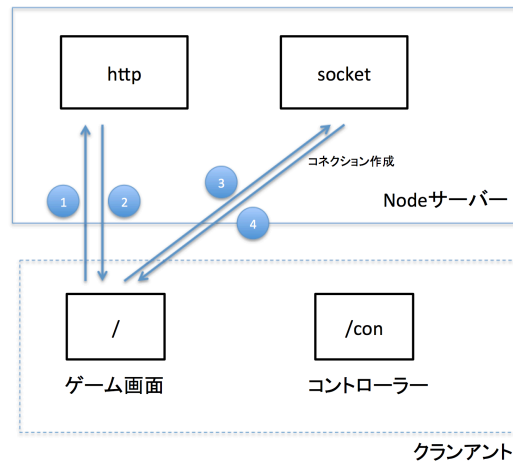 http
socket
コネクション作成
1
2
3
4
Nodeサーバー
/
/con
ゲーム画面
コントローラー
クランアント